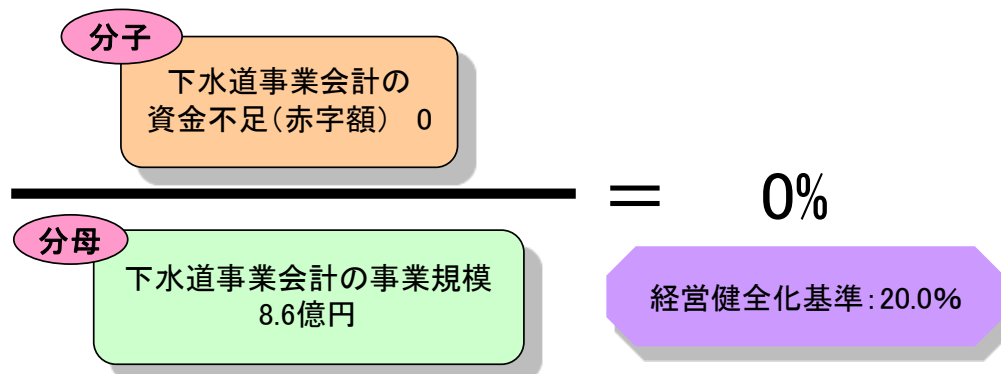 分子
下水道事業会計の
資金不足（赤字額） 0
＝ 0%
分母
下水道事業会計の事業規模
8.6億円
経営健全化基準：20.0%